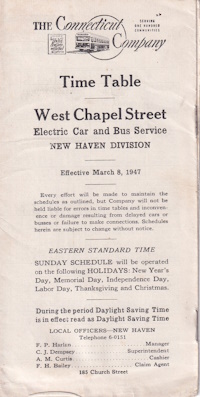 THE Connecticut Company
SERVING
ONE HUNDRED
COMMUNITIES
Time Table
West Chapel Street
Electric Car and Bus Service
NEW HAVEN DIVISION
Effective March 8, 1947
Every effort will be made to maintain the
schedules as outlined, but Company will not be
held liable for errors in time tables and inconven-
ience or damage resulting from delayed cars or
busses or failure to make connections. Schedules
herein are subject to change without notice.
EASTERN STANDARD TIME
SUNDAY SCHEDULE will be operated
on the following HOLIDAYS: New Year's
Day, Memorial Day, Independence Day,
Labor Day, Thanksgiving and Christmas.
During the period Daylight Saving Time
is in effect read as Daylight Saving Time
LOCAL OFFICERS—NEW HAVEN
Telephone 6-0151
F. P. Harlon Manager
C. J. Dempsey Superintendent
A. M. Curtis Cashier
F. H. Bailey Claim Agent
185 Church Street